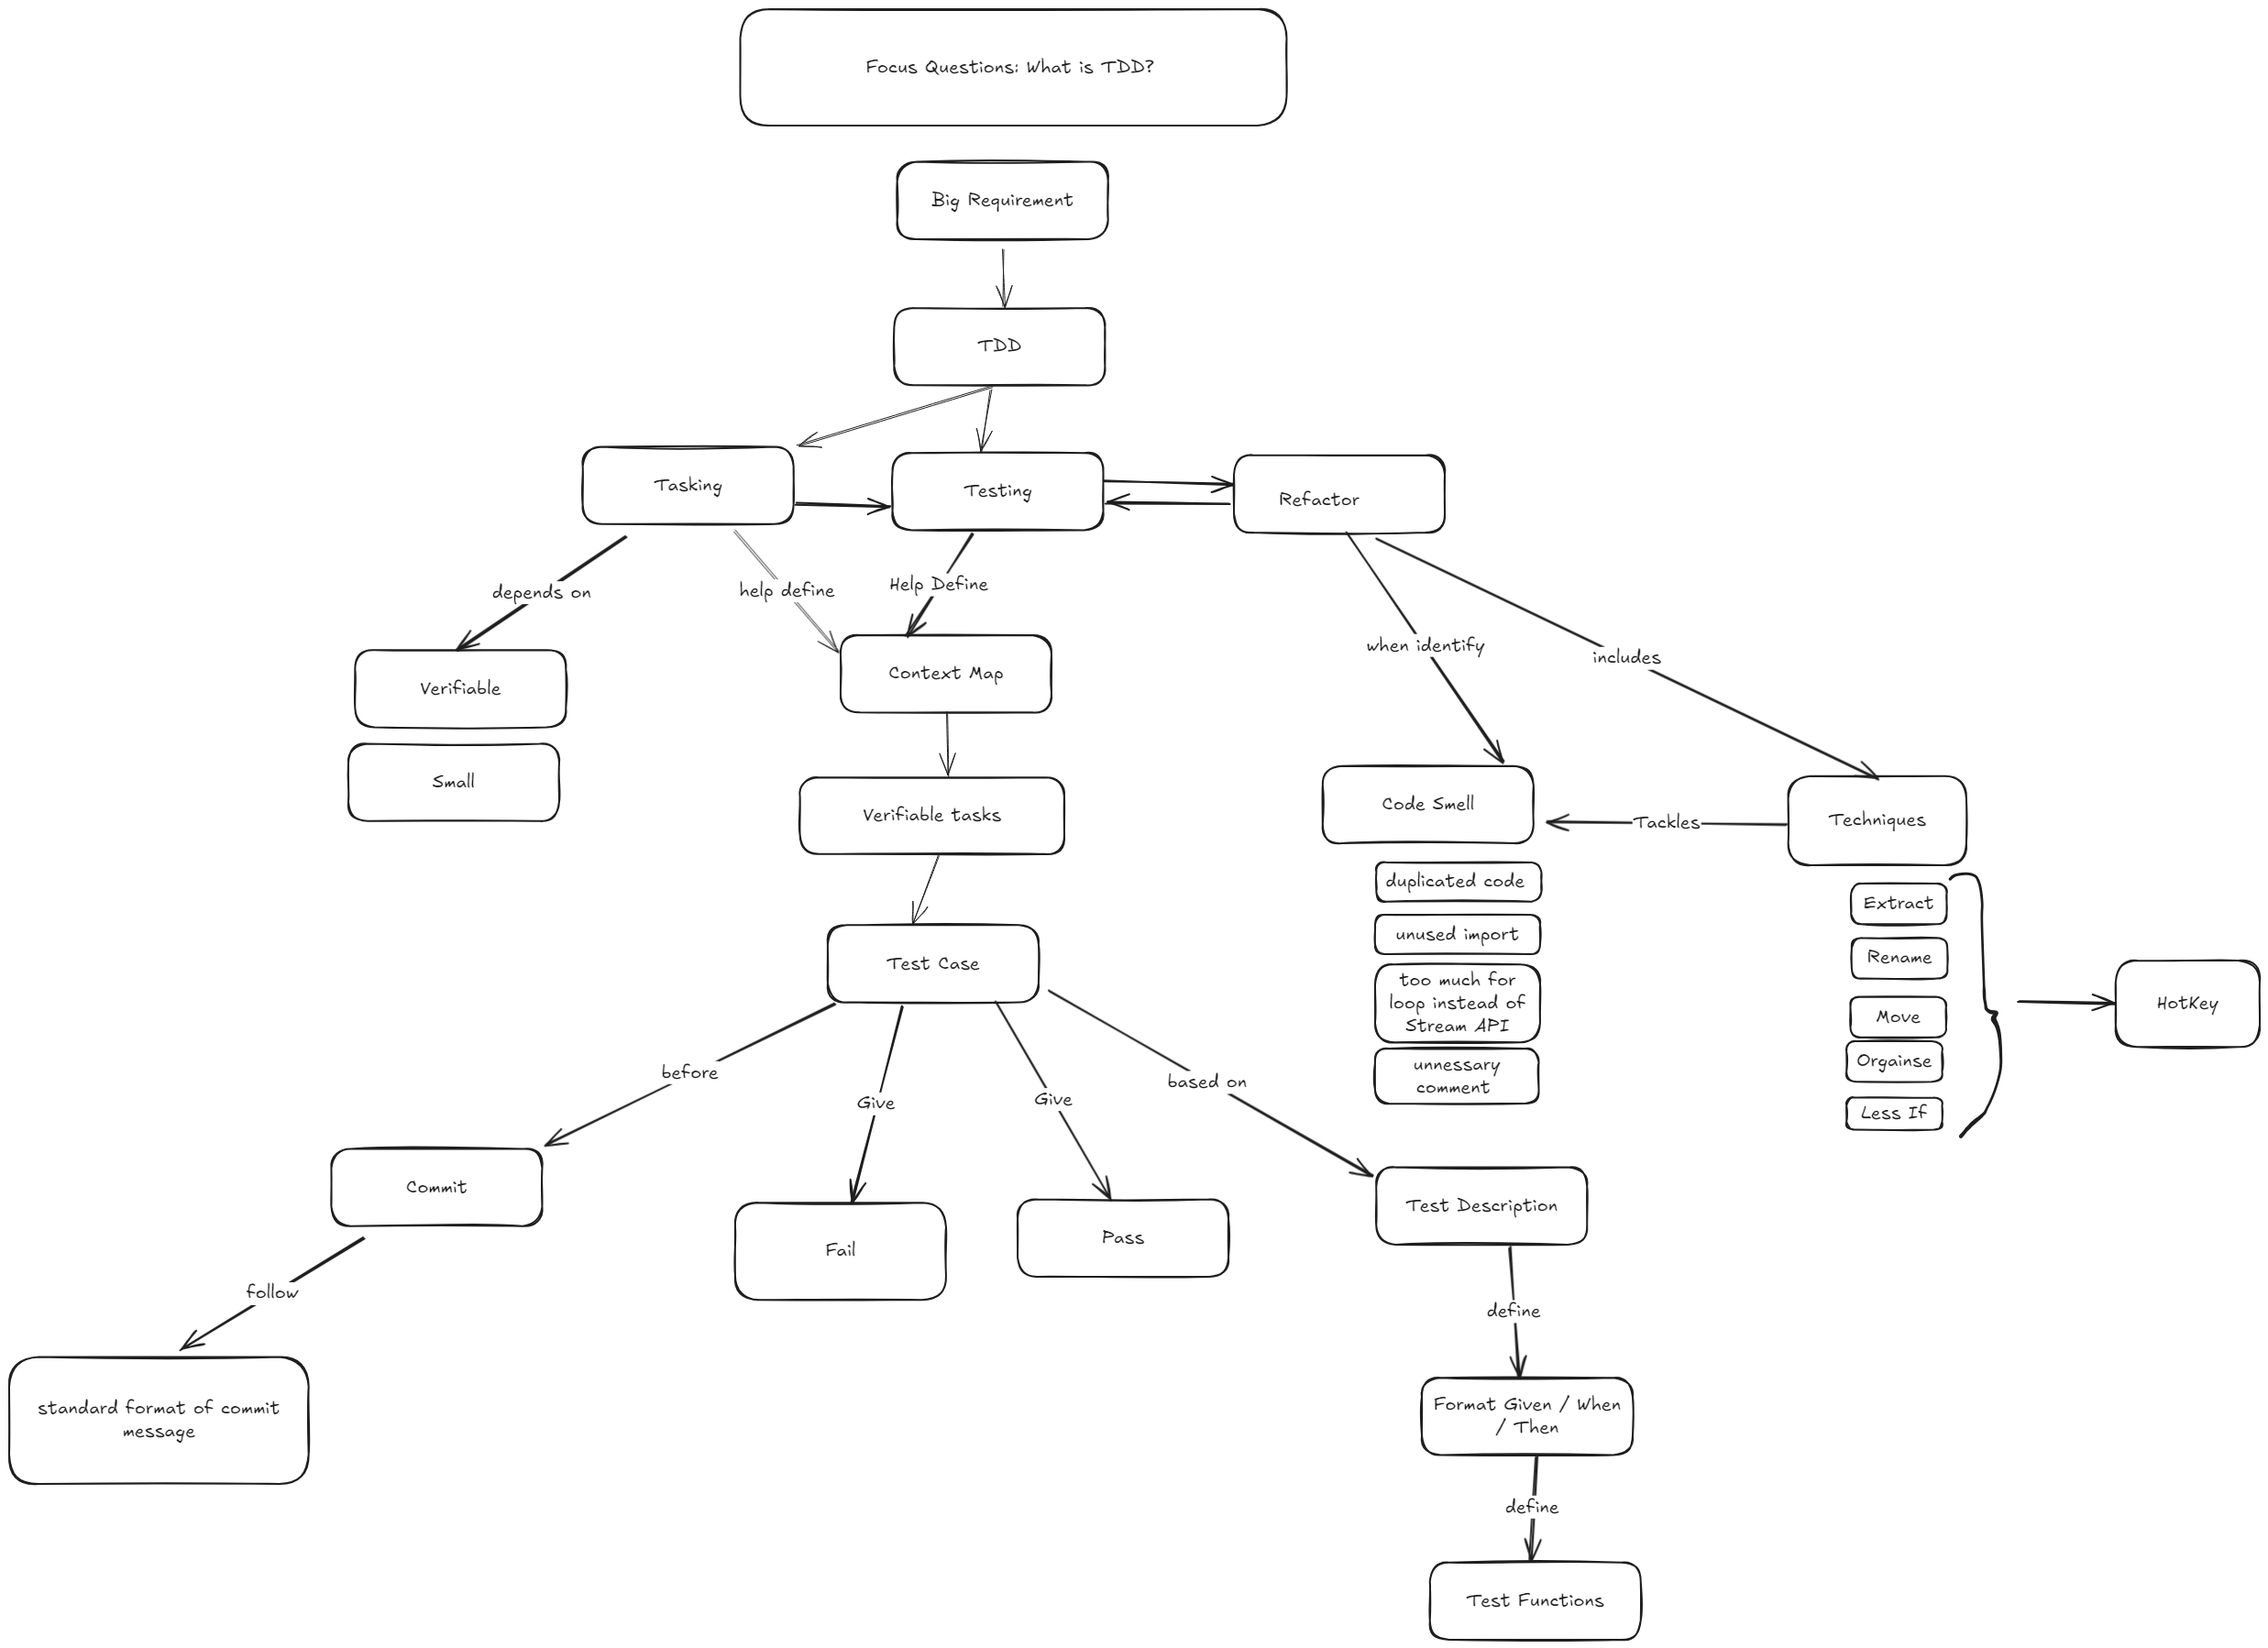 Focus Questions: What is TDD?
Big Requirement
TDD
Tasking
Testing
Refactor
depends on
help define
Help Define
when identify
includes
Verifiable
Context Map
Small
Verifiable tasks
Code Smell
Tackles
Techniques
duplicated code
unused import
too much for
loop instead of
Stream API
unnessary
comment
Extract
Rename
Move
Orgainse
Less If
HotKey
Test Case
before
Give
Give
based on
Commit
Fail
Pass
Test Description
follow
define
standard format of commit
message
Format Given / When
/ Then
define
Test Functions